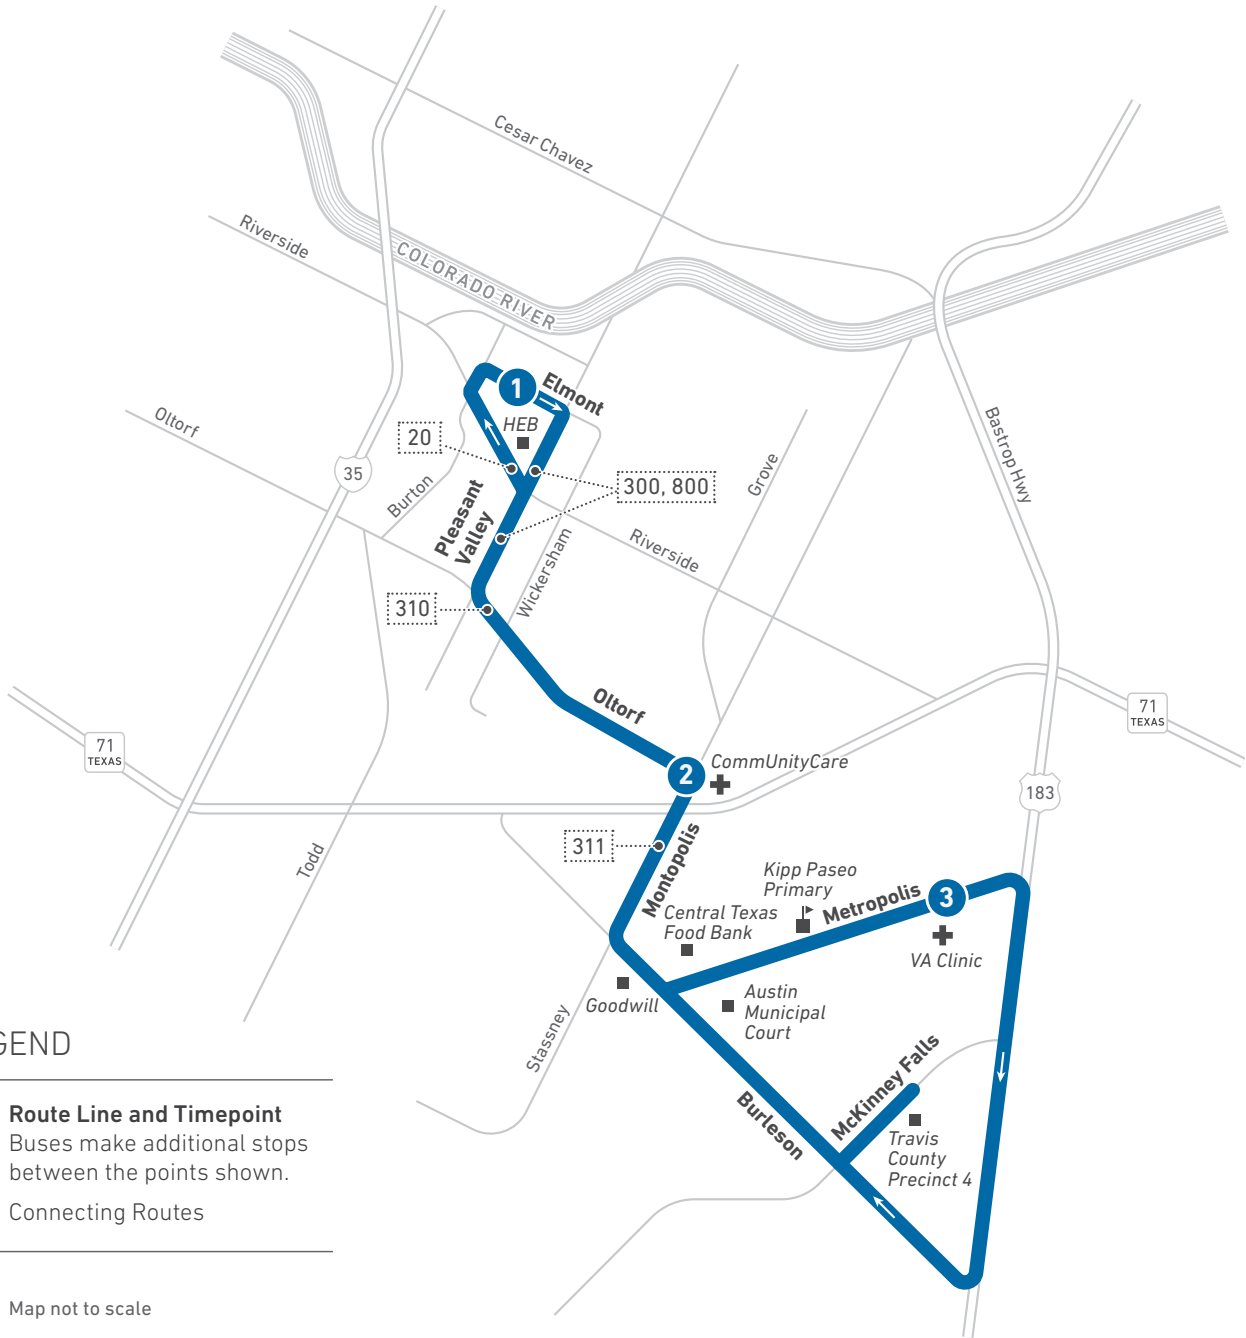 Cesar Chavez
Riverside
COLORADO RIVER
1
Elmont
Oltorf
HEB
20
35
Burton
300, 800
Grove
Bastrop Hwy
Pleasant
Valley
Riverside
Wickersham
310
Oltorf
71
TEXAS
71
TEXAS
2
CommUnityCare
183
311
Montopolis
Todd
Kipp Paseo
Primary
Metropolis
3
Central Texas
Food Bank
VA Clinic
Goodwill
Austin
Municipal
Court
Stassney
McKinney Falls
Burleson
Travis
County
Precinct 4
GEND
Route Line and Timepoint
Buses make additional stops
between the points shown.
Connecting Routes
Map not to scale